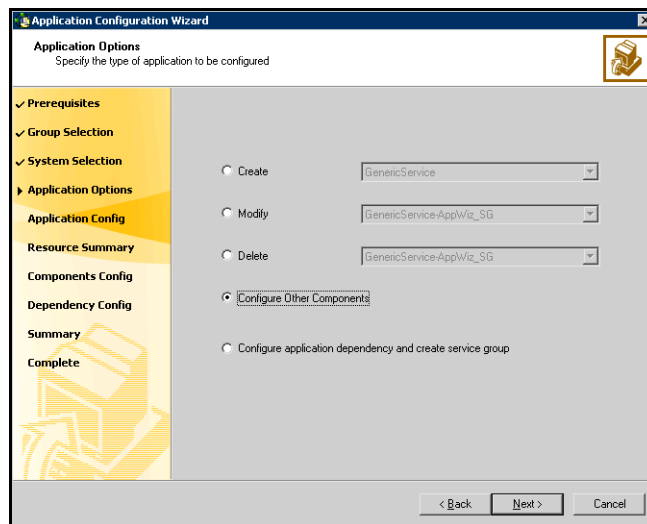 Application Configuration Wizard
Application Options
Specify the type of application to be configured
Prerequisites
Group Selection
System Selection
Application Options
Application Config
Resource Summary
Components Config
Dependency Config
Summary
Complete
Create GenericService
Modify GenericService-AppWiz_SG
Delete GenericService-AppWiz_SG
Configure Other Components
Configure application dependency and create service group
< Back Next > Cancel